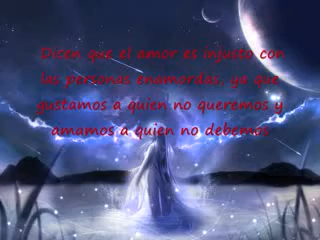 Dicen que el amor es injusto con
las personas enamordas, ya que
gustamos a quien no queremos y
amamos a quien no debemos